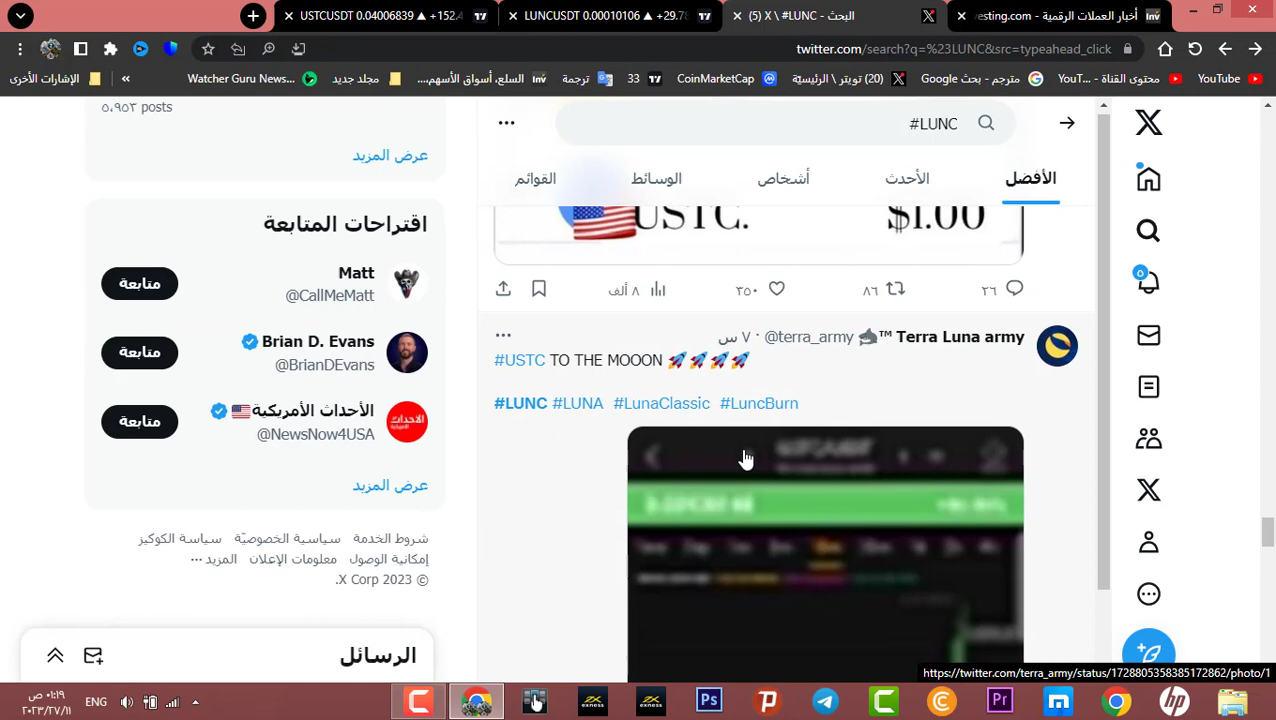 USTCUSDT 0.04006839 ▲ +152.4
LUNCUSDT 0.00010106 ▲ +29.78
(5) X \ #LUNC - البحث
أخبار العملات الرقمية - esting.com
twitter.com/search?q=%23LUNC&src=typeahead_click
الإشارات الأخرى
»
Watcher Guru News...
مجلد جديد
السلع، أسواق الأسهم,...
ترجمة
33
CoinMarketCap
(20) تويتر \ الرئيسيّة
مترجم - بحث Google
محتوى القناة - YouT...
YouTube
٥،٩٥٣ posts
عرض المزيد
#LUNC
الأفضل
الأحدث
أشخاص
الوسائط
القوائم
USTC. $1.00
٢٦
٨٦
٣٥٠
٨ ألف
اقتراحات المتابعة
Matt
@CallMeMatt
متابعة
Brian D. Evans
@BrianDEvans
متابعة
الأحداث الأمريكية🇺🇸
@NewsNow4USA
متابعة
عرض المزيد
شروط الخدمة سياسية الخصوصيّة سياسة الكوكيز
إمكانية الوصول معلومات الإعلان المزيد ···
© 2023 X Corp.
Terra Luna army ™ @terra_army · ٧ س
#USTC TO THE MOOON 🚀🚀🚀🚀
#LUNC #LUNA #LunaClassic #LuncBurn
الرسائل
https://twitter.com/terra_army/status/1728805358385172862/photo/1
ENG
٠١:١٩ ص
٢٠٢٣/٢٧/١١